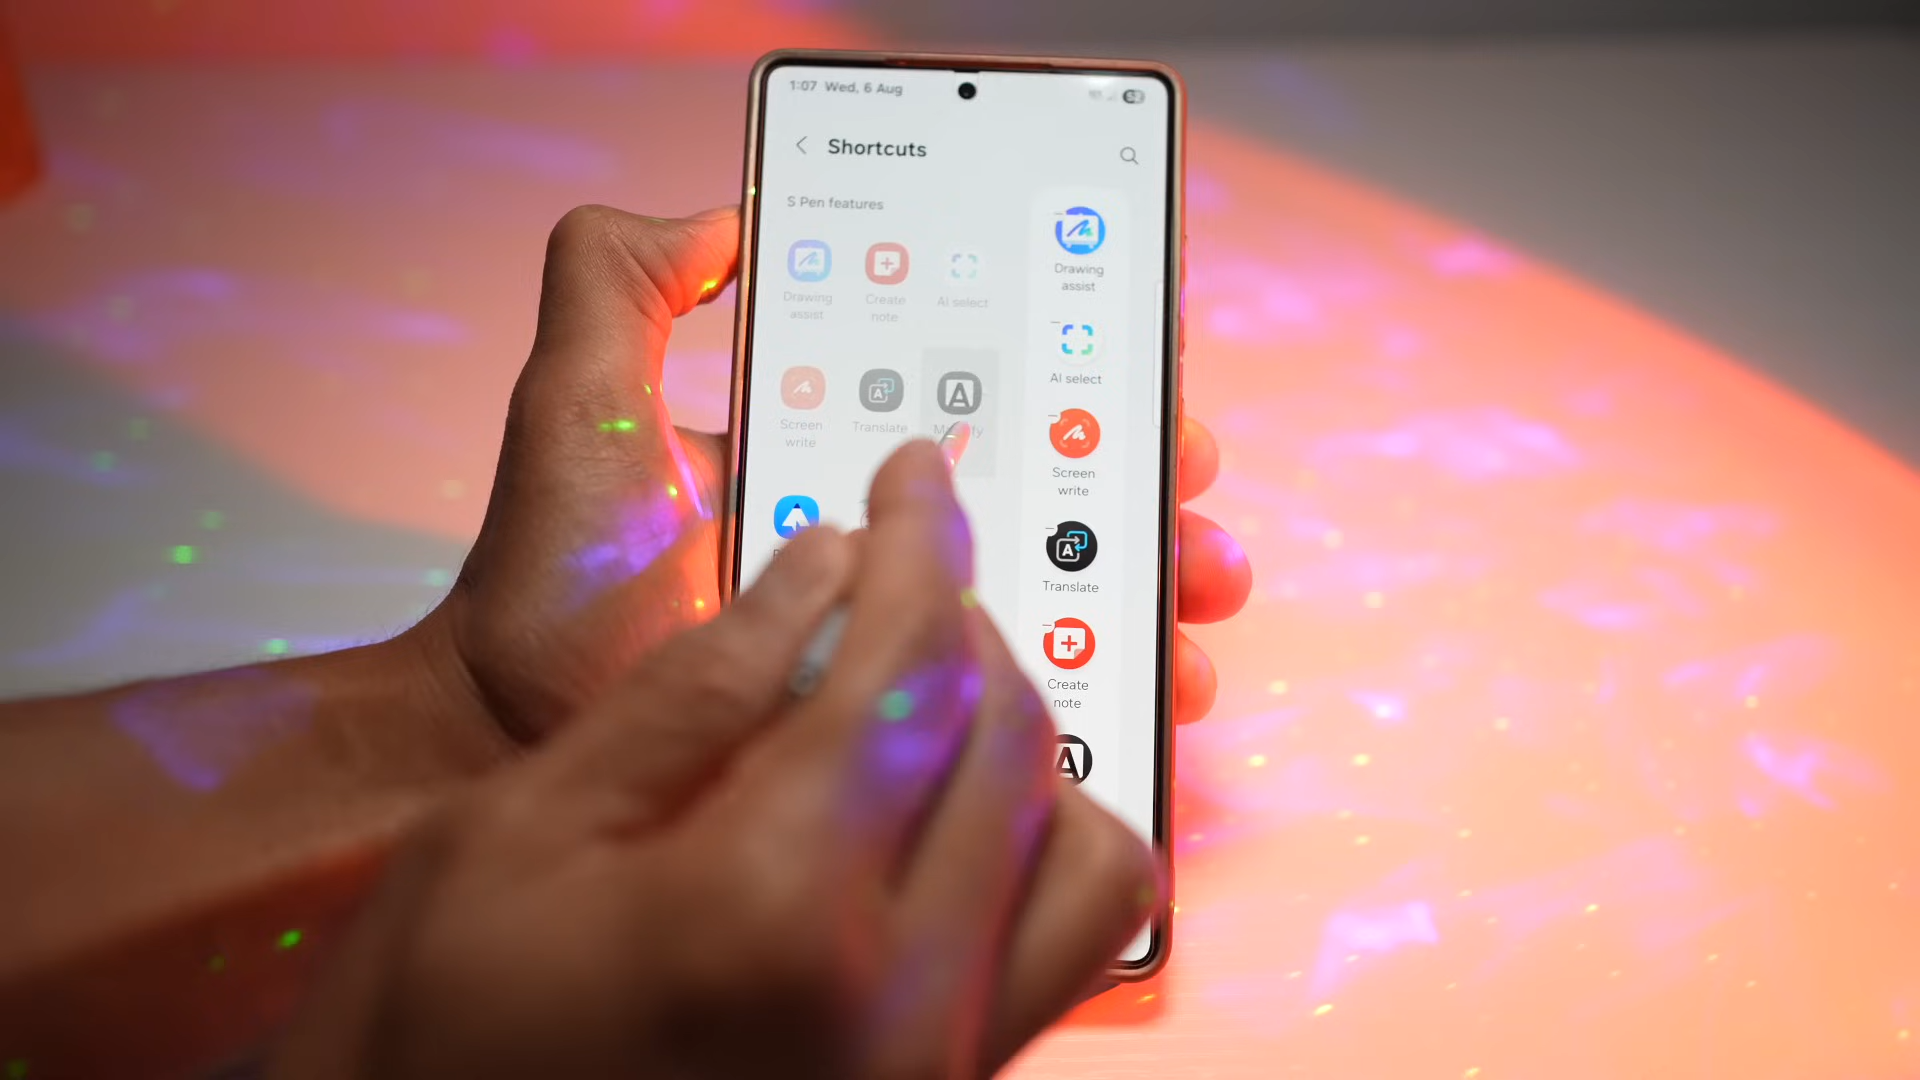 1:07 Wed, 6 Aug
Shortcuts
S Pen features
Drawing
assist
Create
note
AI select
Screen
write
Translate
Drawing
assist
AI select
Screen
write
Translate
Create
note